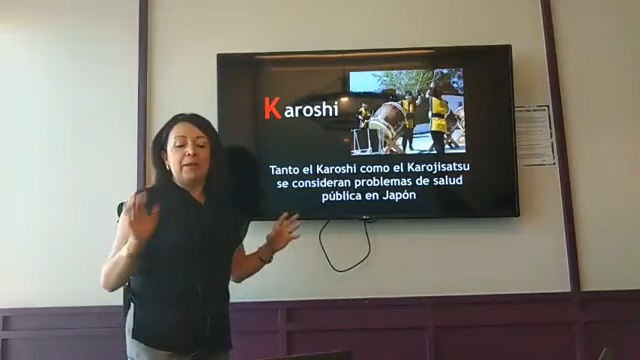 Karoshi
Tanto el Karoshi como el Karojisatsu
se consideran problemas de salud
pública en Japón